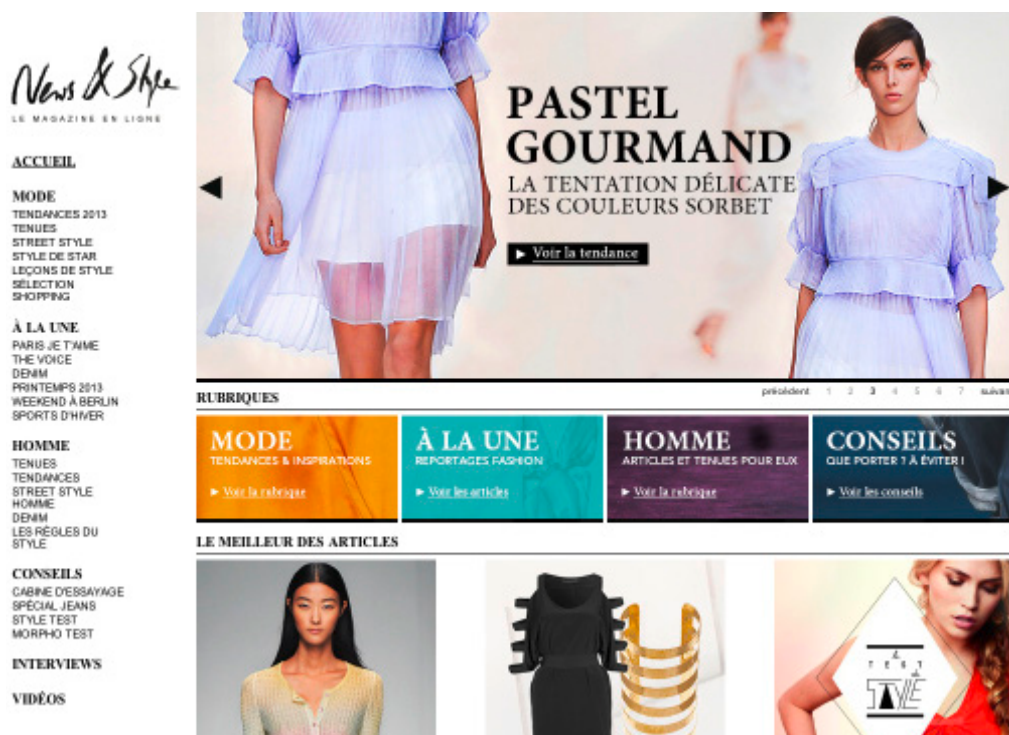 News & Style
LE MAGAZINE EN LIGNE
ACCUEIL
MODE
TENDANCES 2013
TENUES
STREET STYLE
STYLE DE STAR
LEÇONS DE STYLE
SÉLECTION
SHOPPING
À LA UNE
PARIS JE T'AIME
THE VOICE
DENIM
PRINTEMPS 2013
WEEKEND À BERLIN
SPORTS D'HIVER
HOMME
TENUES
TENDANCES
STREET STYLE
HOMME
DENIM
LES RÈGLES DU
STYLE
CONSEILS
CABINE D'ESSAYAGE
SPÉCIAL JEANS
STYLE TEST
MORPHO TEST
INTERVIEWS
VIDÉOS
PASTEL
GOURMAND
LA TENTATION DÉLICATE
DES COULEURS SORBET
► Voir la tendance
précédent 1 2 3 4 5 6 7 suivan
RUBRIQUES
MODE
TENDANCES & INSPIRATIONS
► Voir la rubrique
À LA UNE
REPORTAGES FASHION
► Voir les articles
HOMME
ARTICLES ET TENUES POUR EUX
► Voir la rubrique
CONSEILS
QUE PORTER ? À ÉVITER !
► Voir les conseils
LE MEILLEUR DES ARTICLES
le
TEST
de
STYLE